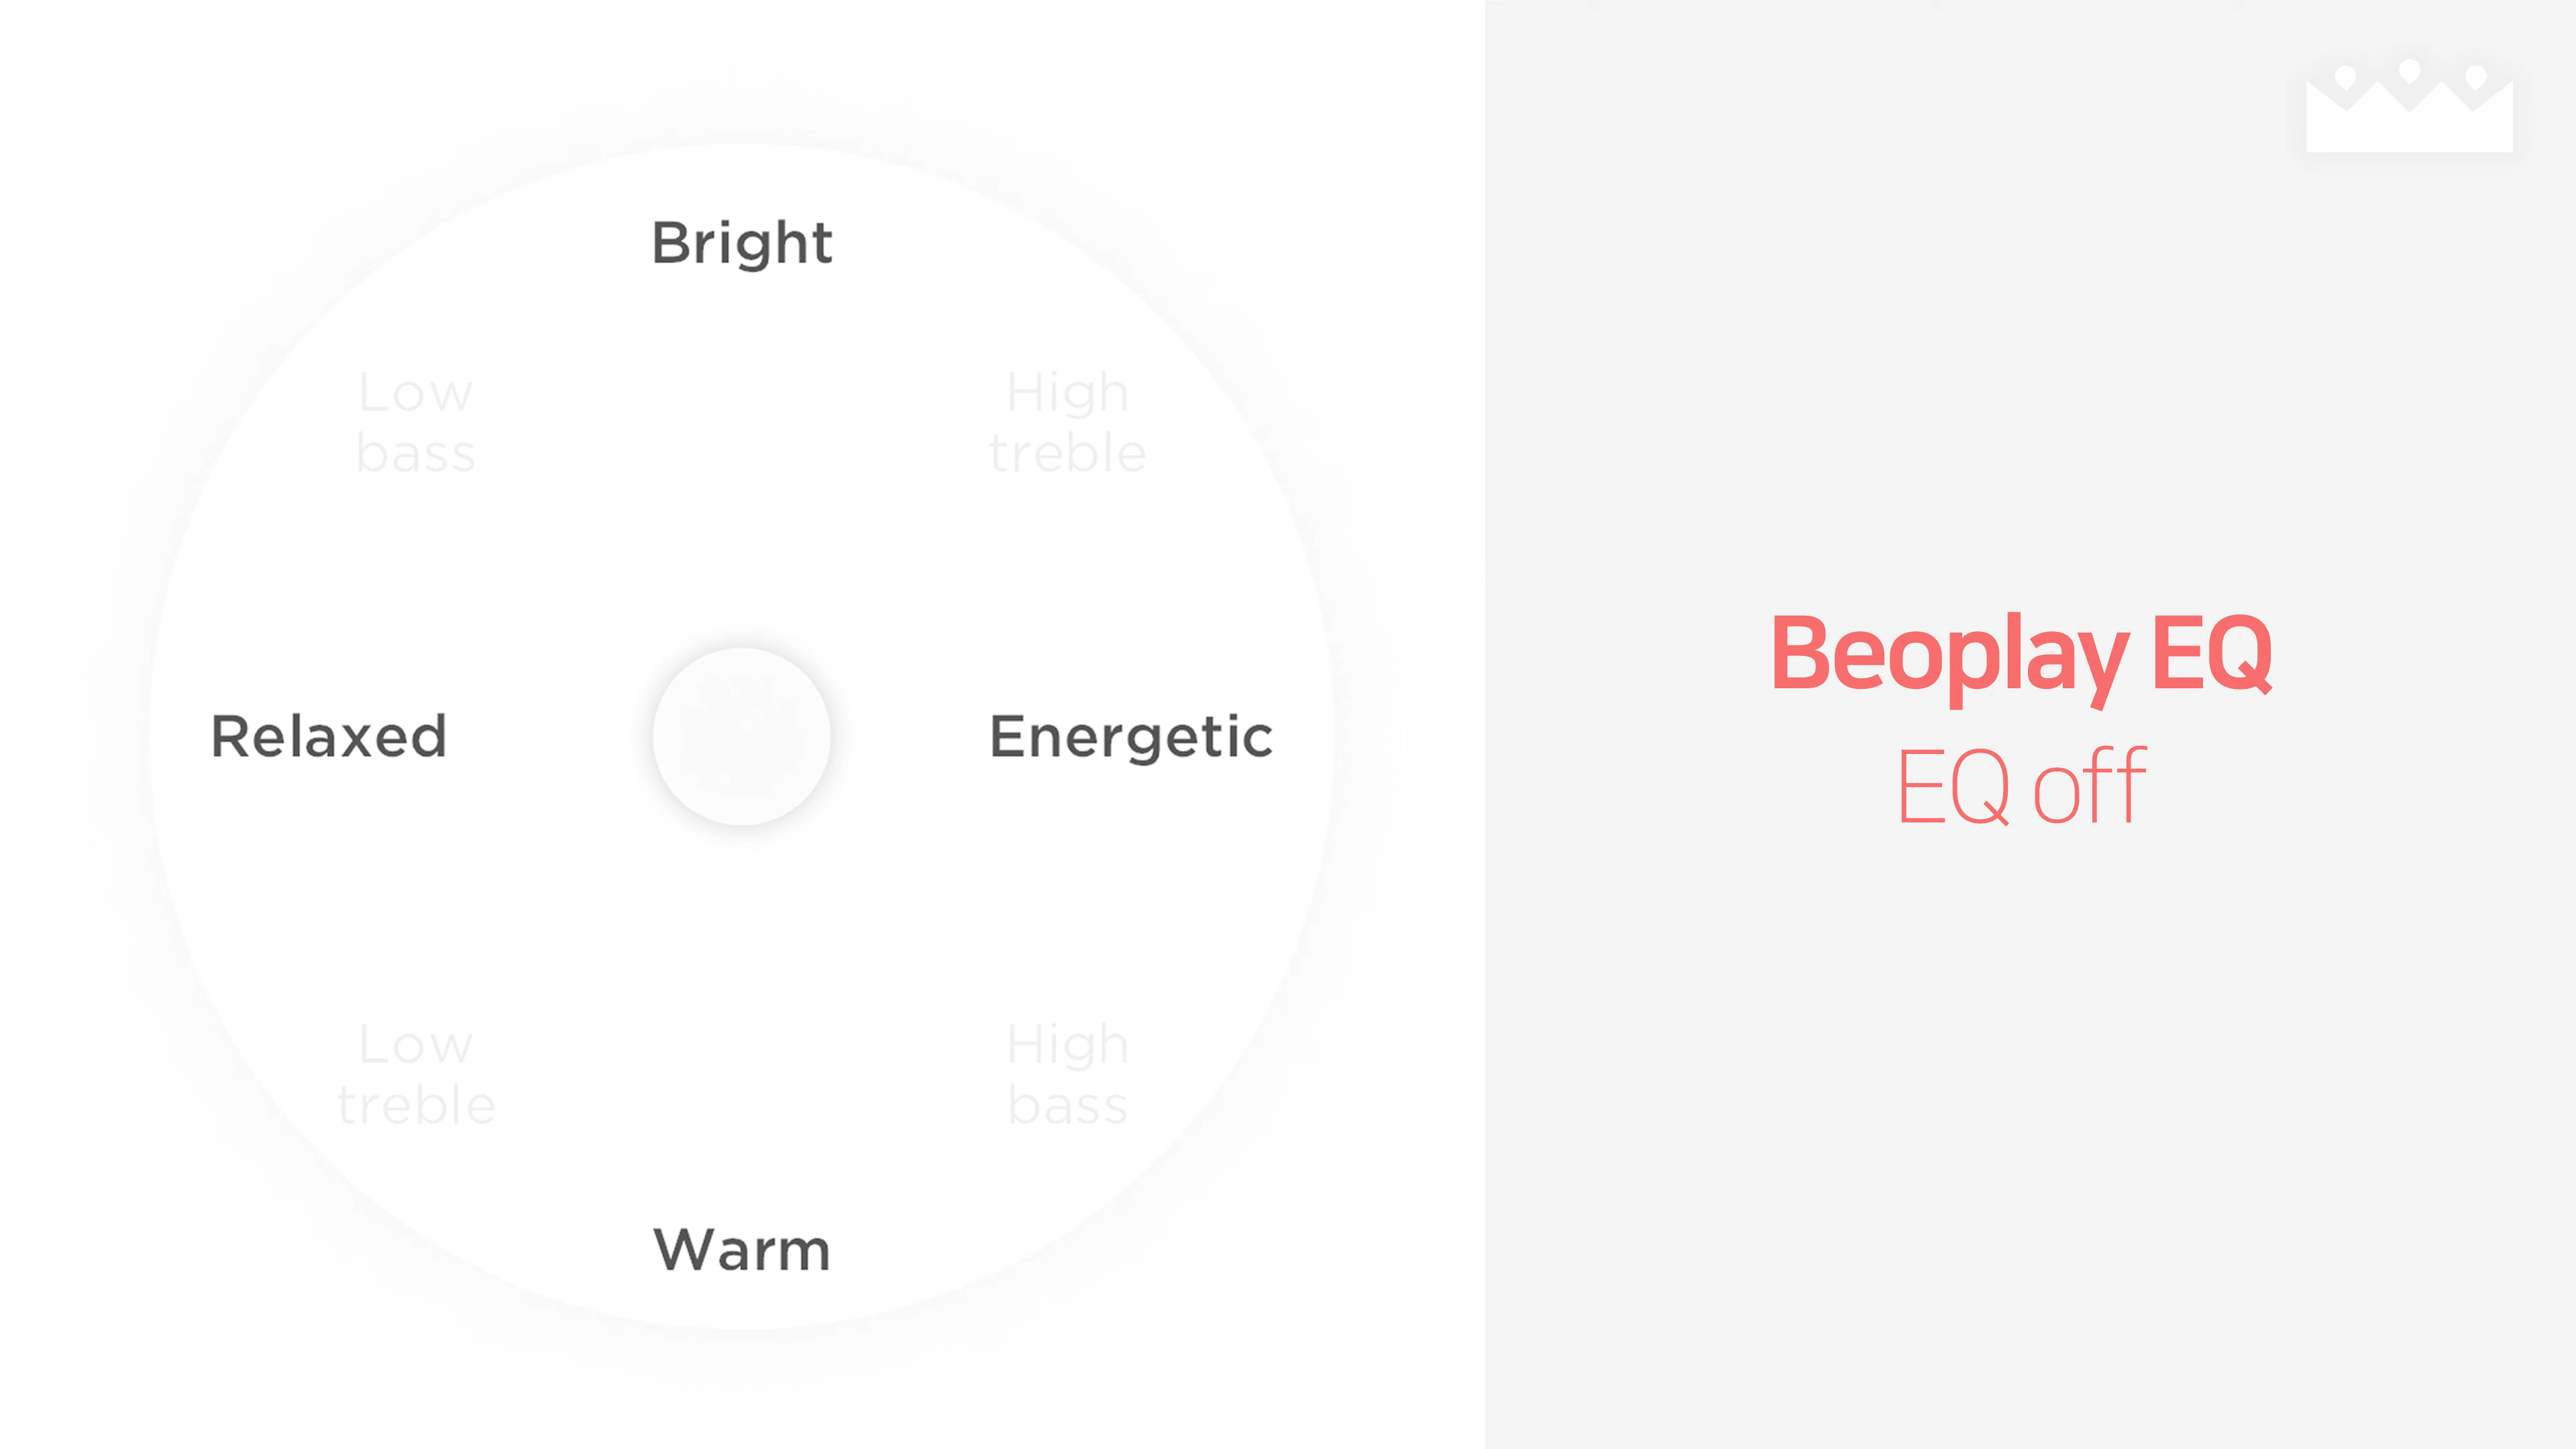 Bright
Low
bass
High
treble
Relaxed
Energetic
Low
treble
High
bass
Warm
Beoplay EQ
EQ off